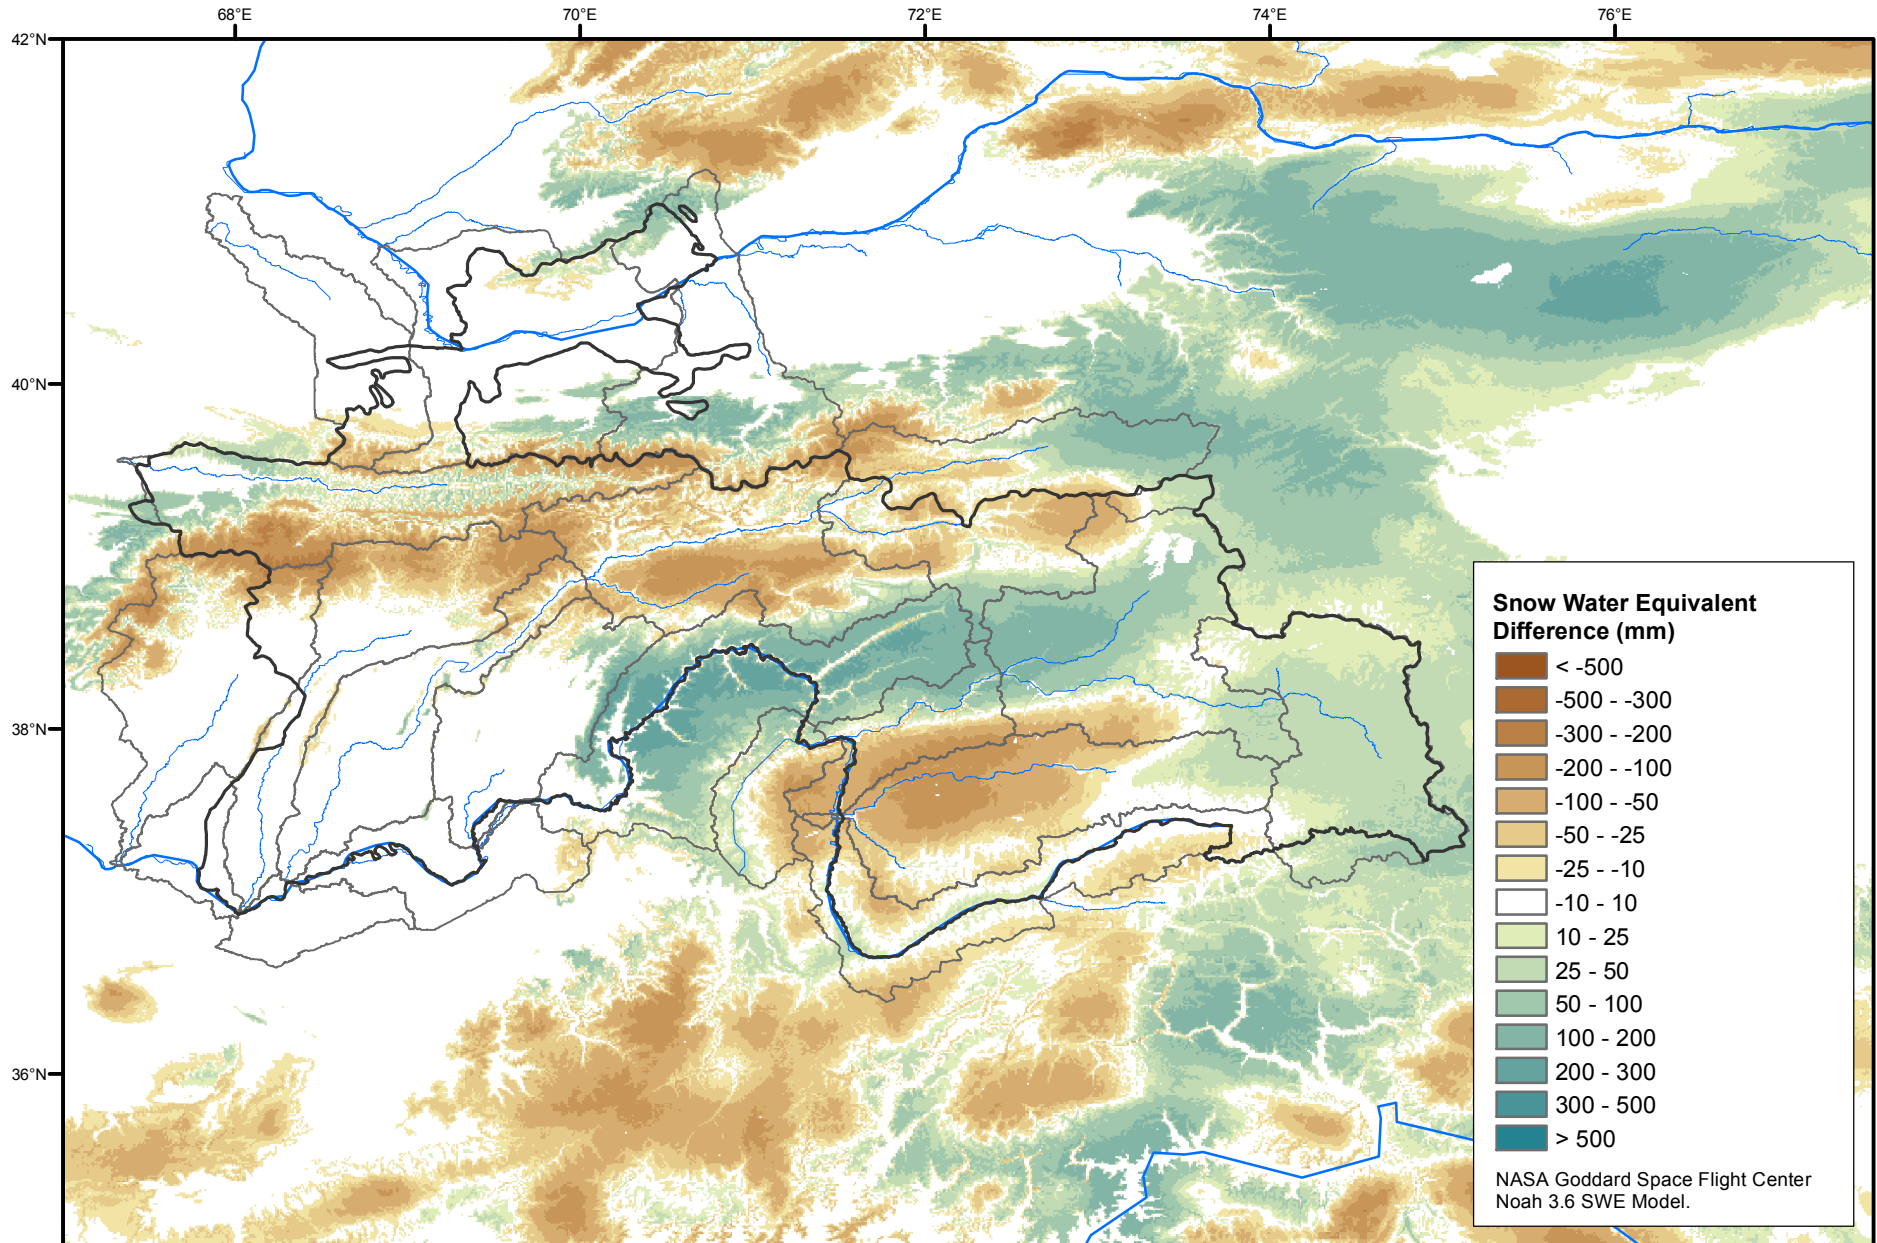 68°E
70°E
72°E
74°E
76°E
42°N
40°N
38°N
36°N
Snow Water Equivalent
Difference (mm)
< -500
-500 - -300
-300 - -200
-200 - -100
-100 - -50
-50 - -25
-25 - -10
-10 - 10
10 - 25
25 - 50
50 - 100
100 - 200
200 - 300
300 - 500
> 500
NASA Goddard Space Flight Center
Noah 3.6 SWE Model.